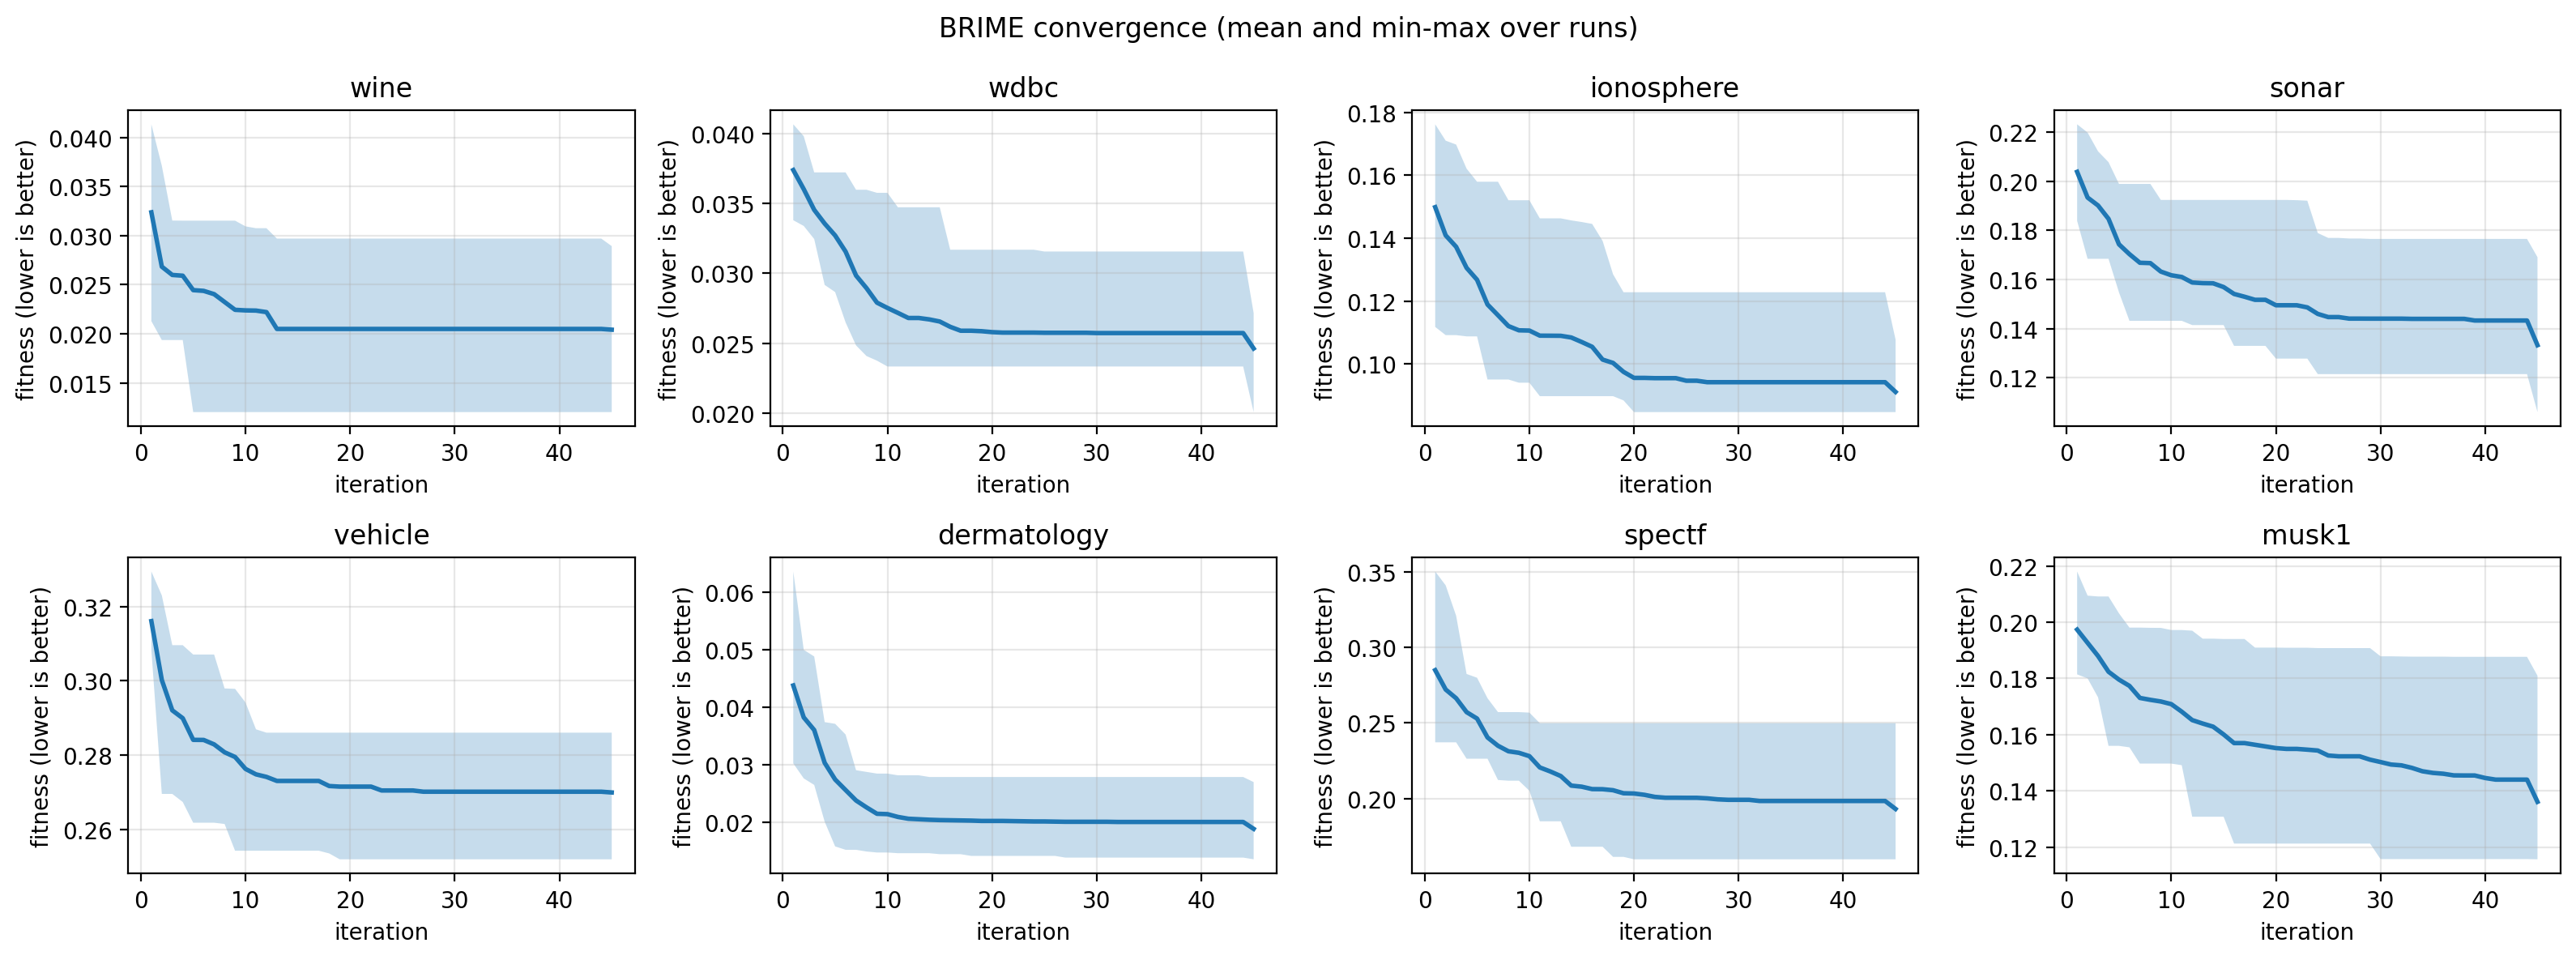 BRIME convergence (mean and min-max over runs)
wine
fitness (lower is better)
0.040
0.035
0.030
0.025
0.020
0.015
0 10 20 30 40
iteration
wdbc
fitness (lower is better)
0.040
0.035
0.030
0.025
0.020
0 10 20 30 40
iteration
ionosphere
fitness (lower is better)
0.18
0.16
0.14
0.12
0.10
0 10 20 30 40
iteration
sonar
fitness (lower is better)
0.22
0.20
0.18
0.16
0.14
0.12
0 10 20 30 40
iteration
vehicle
fitness (lower is better)
0.32
0.30
0.28
0.26
0 10 20 30 40
iteration
dermatology
fitness (lower is better)
0.06
0.05
0.04
0.03
0.02
0 10 20 30 40
iteration
spectf
fitness (lower is better)
0.35
0.30
0.25
0.20
0 10 20 30 40
iteration
musk1
fitness (lower is better)
0.22
0.20
0.18
0.16
0.14
0.12
0 10 20 30 40
iteration